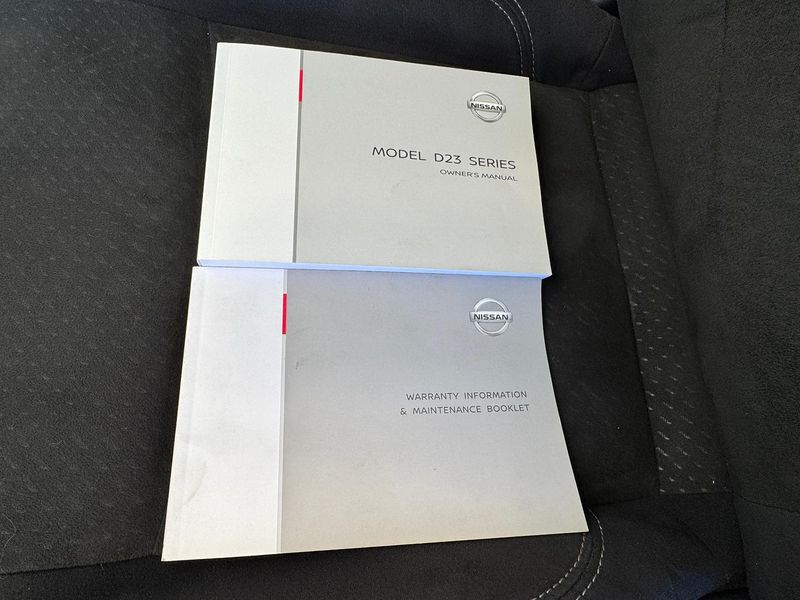 NISSAN
MODEL D23 SERIES
OWNER'S MANUAL
NISSAN
WARRANTY INFORMATION
& MAINTENANCE BOOKLET